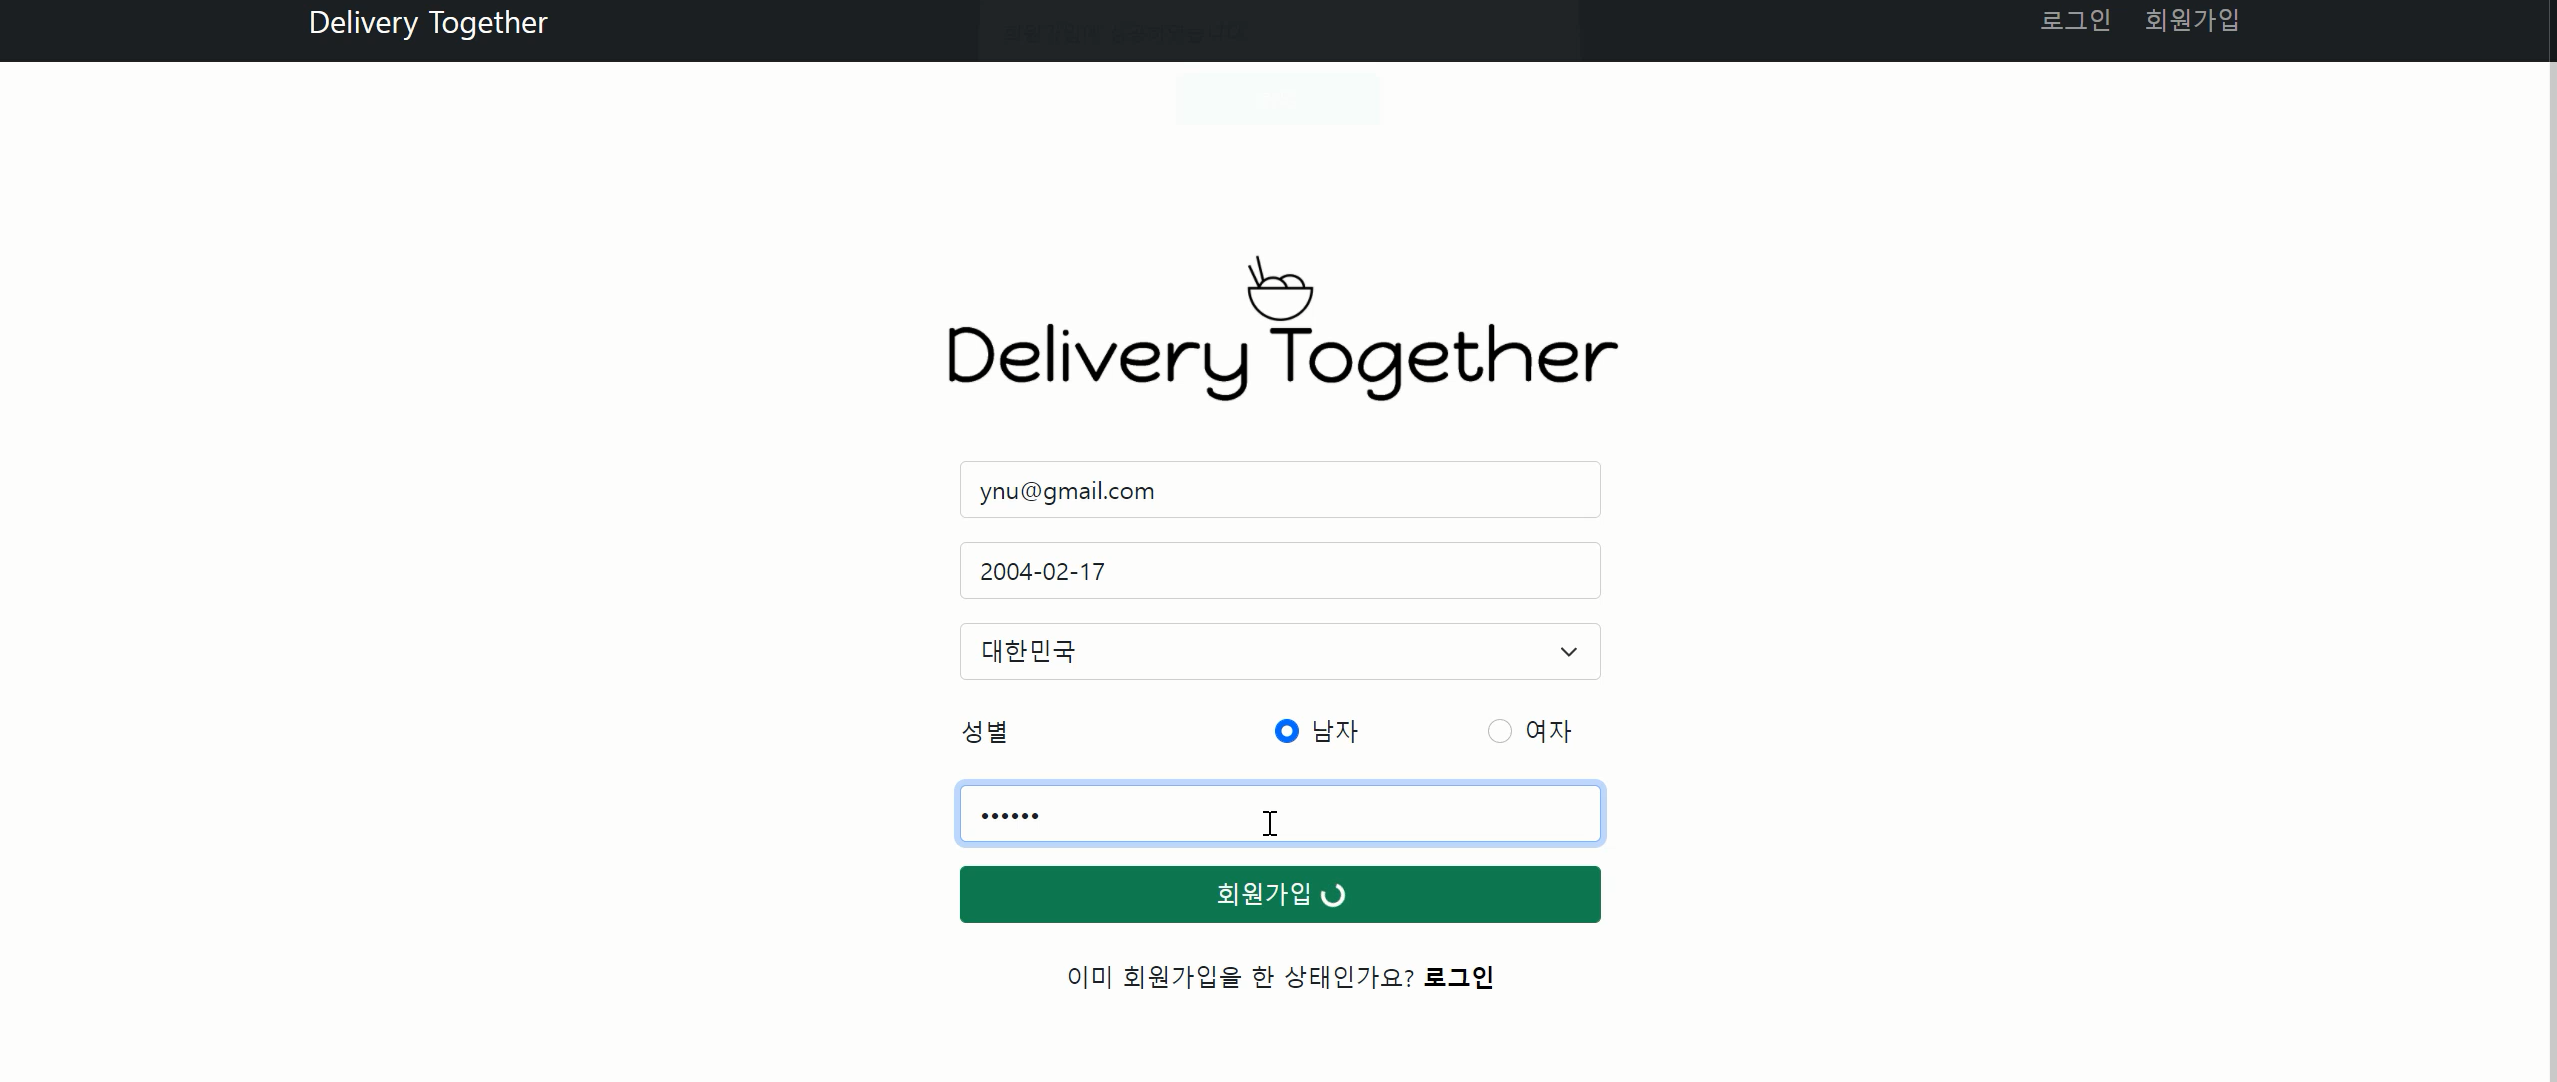 Delivery Together
로그인 회원가입
Delivery Together
ynu@gmail.com
2004-02-17
대한민국
성별 남자 여자
••••••
회원가입
이미 회원가입을 한 상태인가요? 로그인